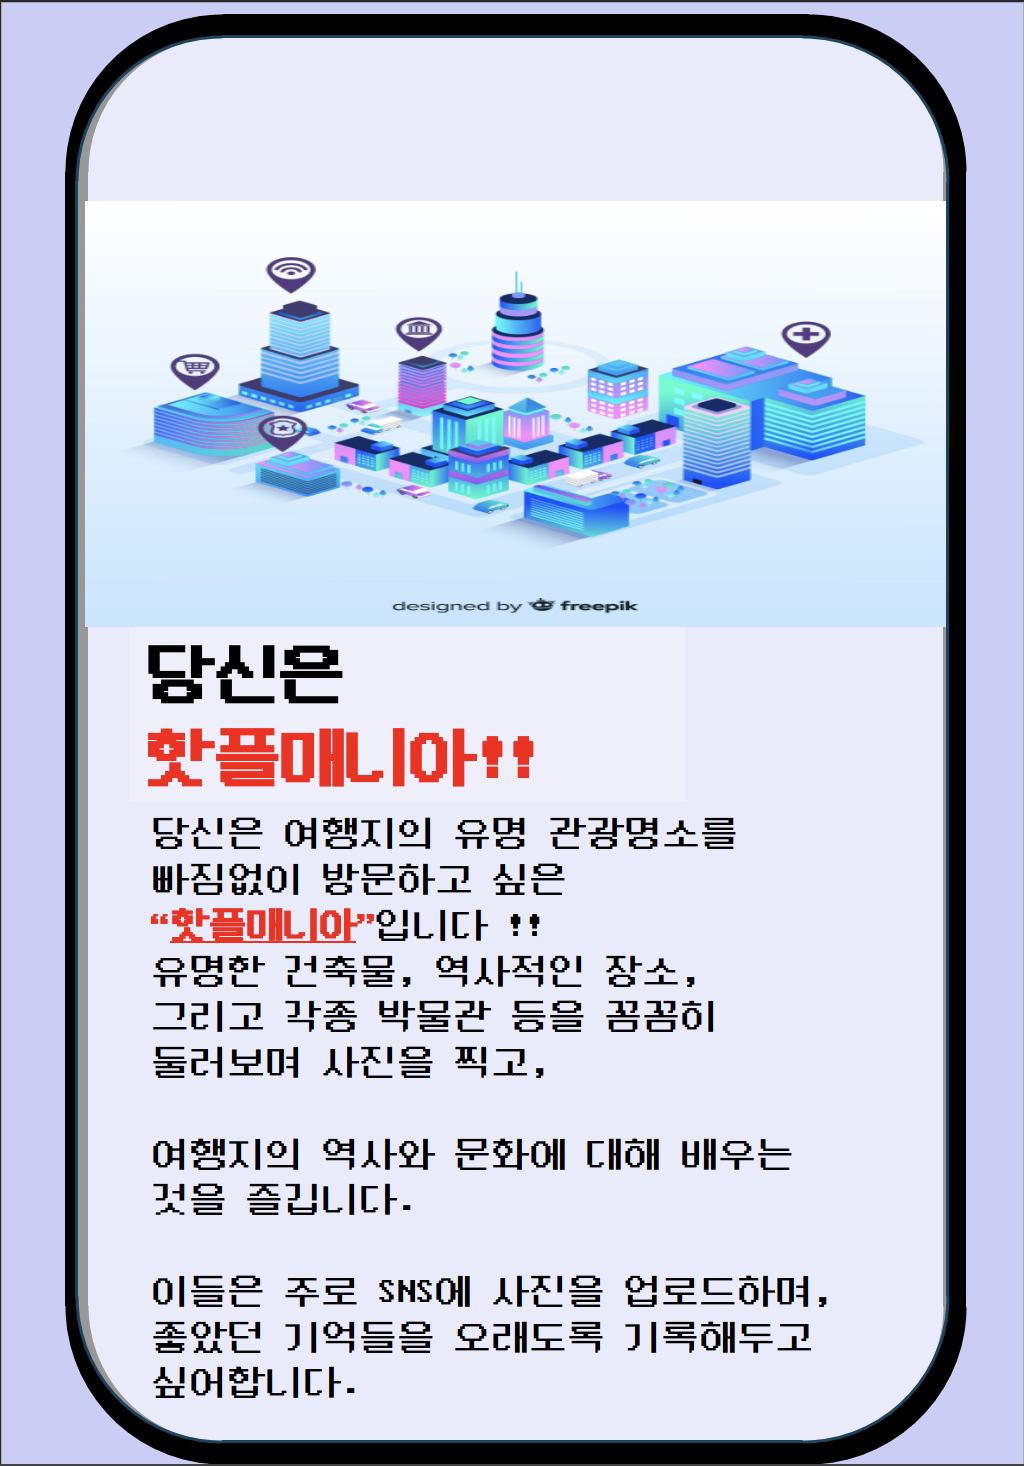 designed by freepik
당신은
핫플매니아!!
당신은 여행지의 유명 관광명소를
빠짐없이 방문하고 싶은
“핫플매니아”입니다 !!
유명한 건축물, 역사적인 장소,
그리고 각종 박물관 등을 꼼꼼히
둘러보며 사진을 찍고,
여행지의 역사와 문화에 대해 배우는
것을 즐깁니다.
이들은 주로 SNS에 사진을 업로드하며,
좋았던 기억들을 오래도록 기록해두고
싶어합니다.